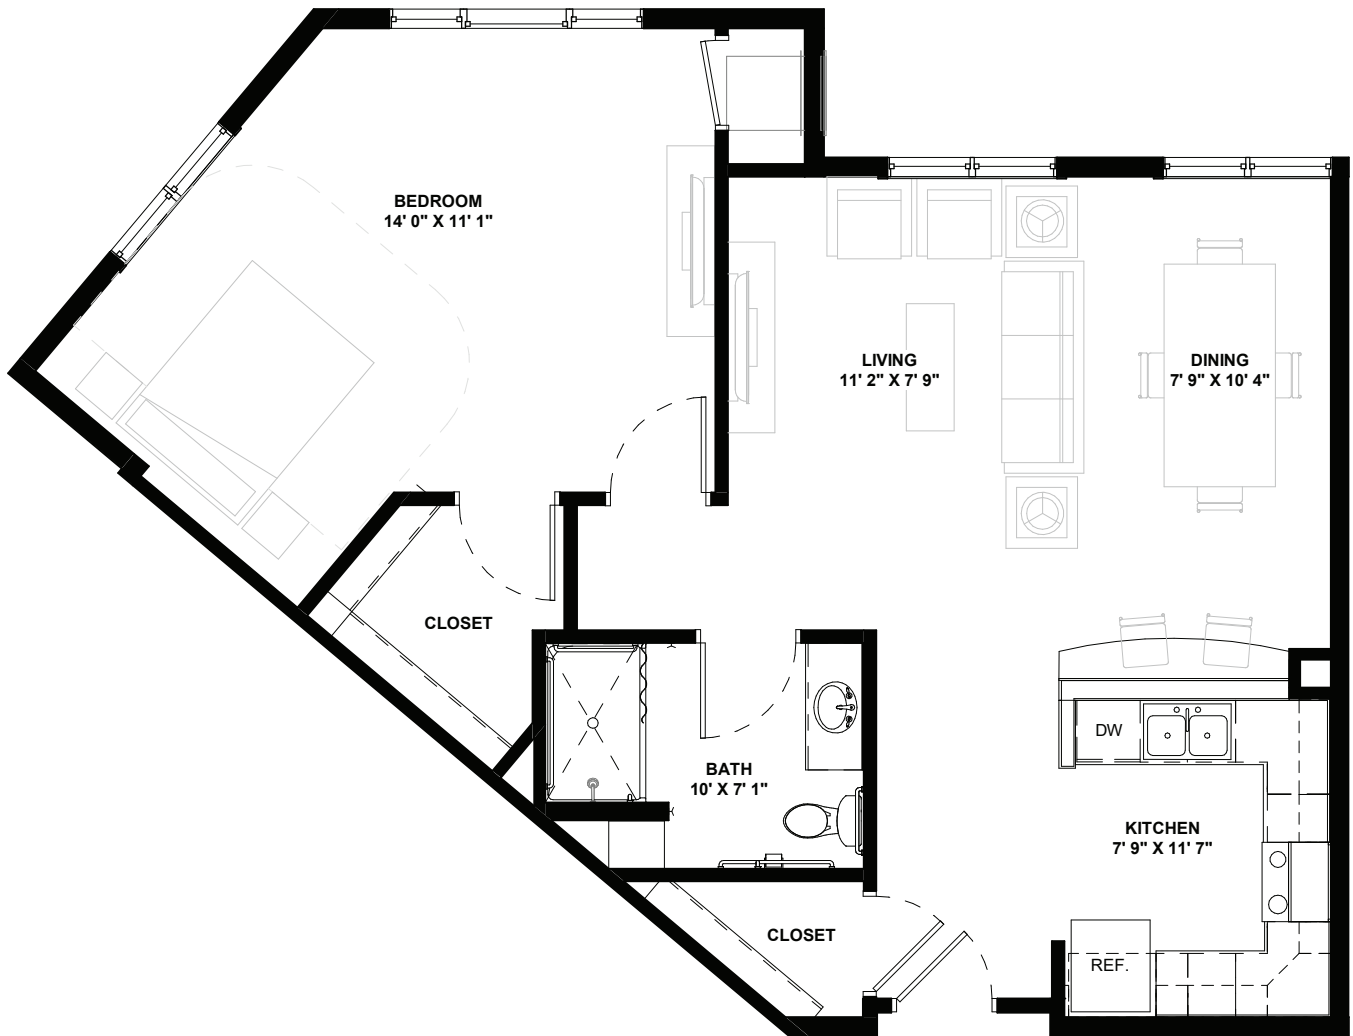 BEDROOM
14' 0" X 11' 1"
LIVING
11' 2" X 7' 9"
DINING
7' 9" X 10' 4"
CLOSET
DW
BATH
10' X 7' 1"
KITCHEN
7' 9" X 11' 7"
CLOSET
REF.